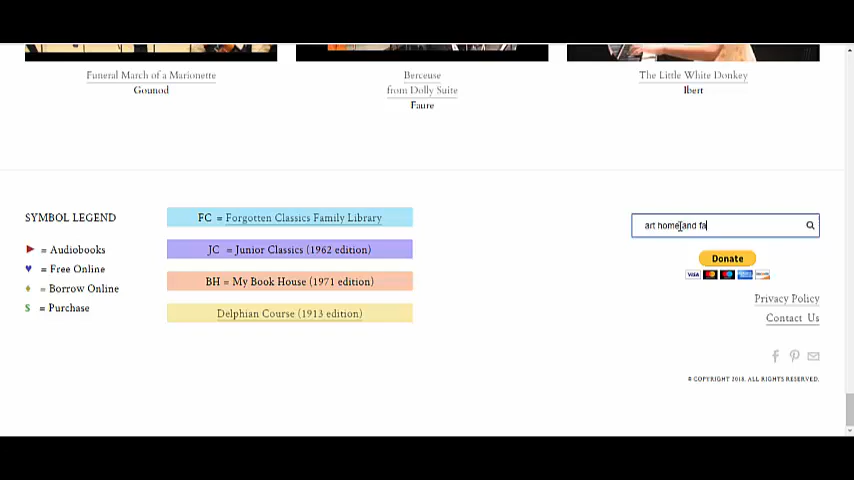 Funeral March of a Marionette
Gounod
Berceuse
from Dolly Suite
Faure
The Little White Donkey
Ibert
SYMBOL LEGEND
= Audiobooks
= Free Online
= Borrow Online
$ = Purchase
FC = Forgotten Classics Family Library
JC = Junior Classics (1962 edition)
BH = My Book House (1971 edition)
Delphian Course (1913 edition)
art home and fa
Donate
VISA
Privacy Policy
Contact Us
© COPYRIGHT 2018. ALL RIGHTS RESERVED.